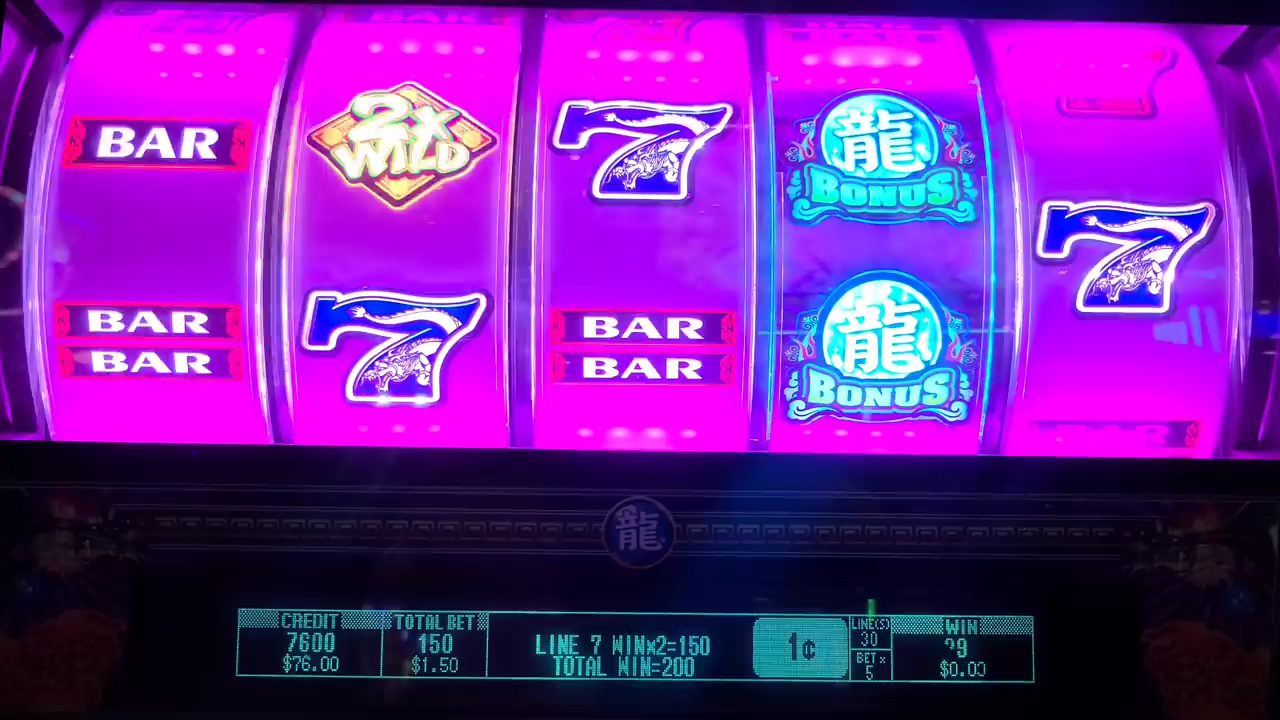 BAR
2X
WILD
7
龍
BONUS
7
BAR
BAR
7
BAR
BAR
龍
BONUS
龍
CREDIT
7600
$76.00
TOTAL BET
150
$1.50
LINE 7 WIN×2=150
TOTAL WIN=200
1¢
LINE(S)
30
BET ×
5
WIN
$0.00